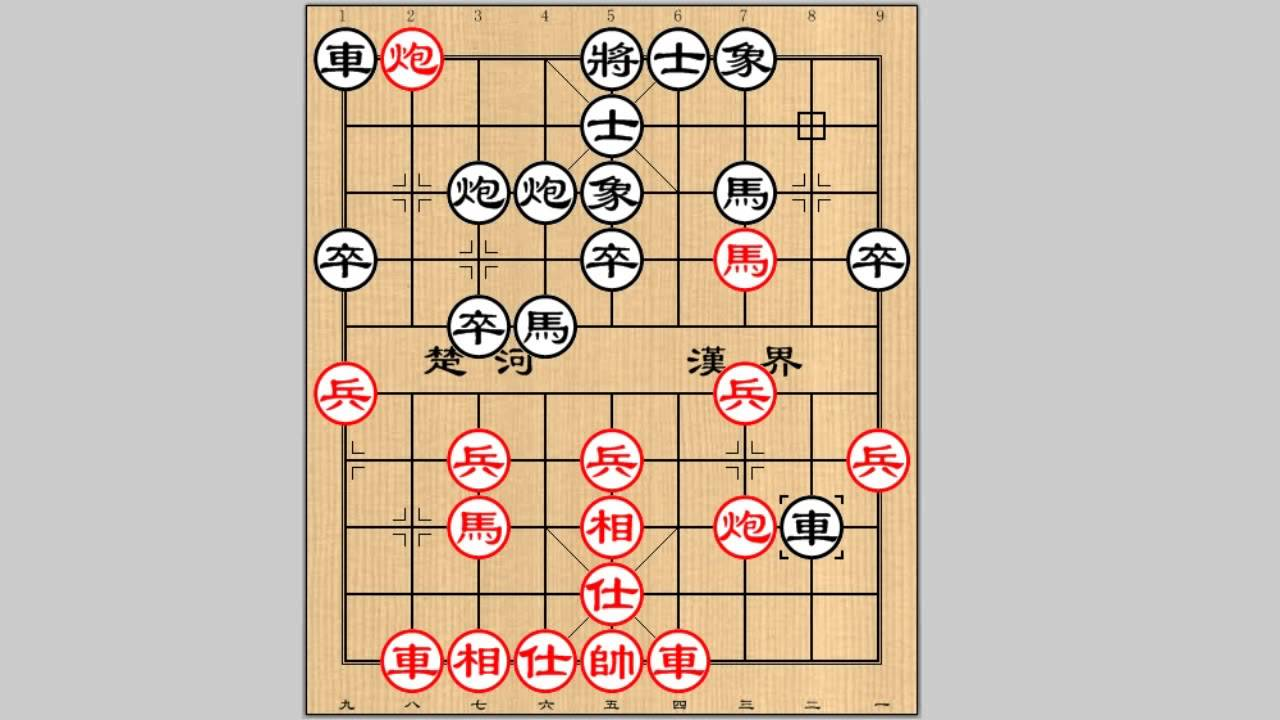 1 2 3 4 5 6 7 8 9
車 炮 將 士 象
士
炮 炮 象 馬
卒 卒 馬 卒
卒 馬
楚 河 漢 界
兵 兵
兵 兵 兵
馬 相 炮 車
仕
車 相 仕 帥 車
九 八 七 六 五 四 三 二 一